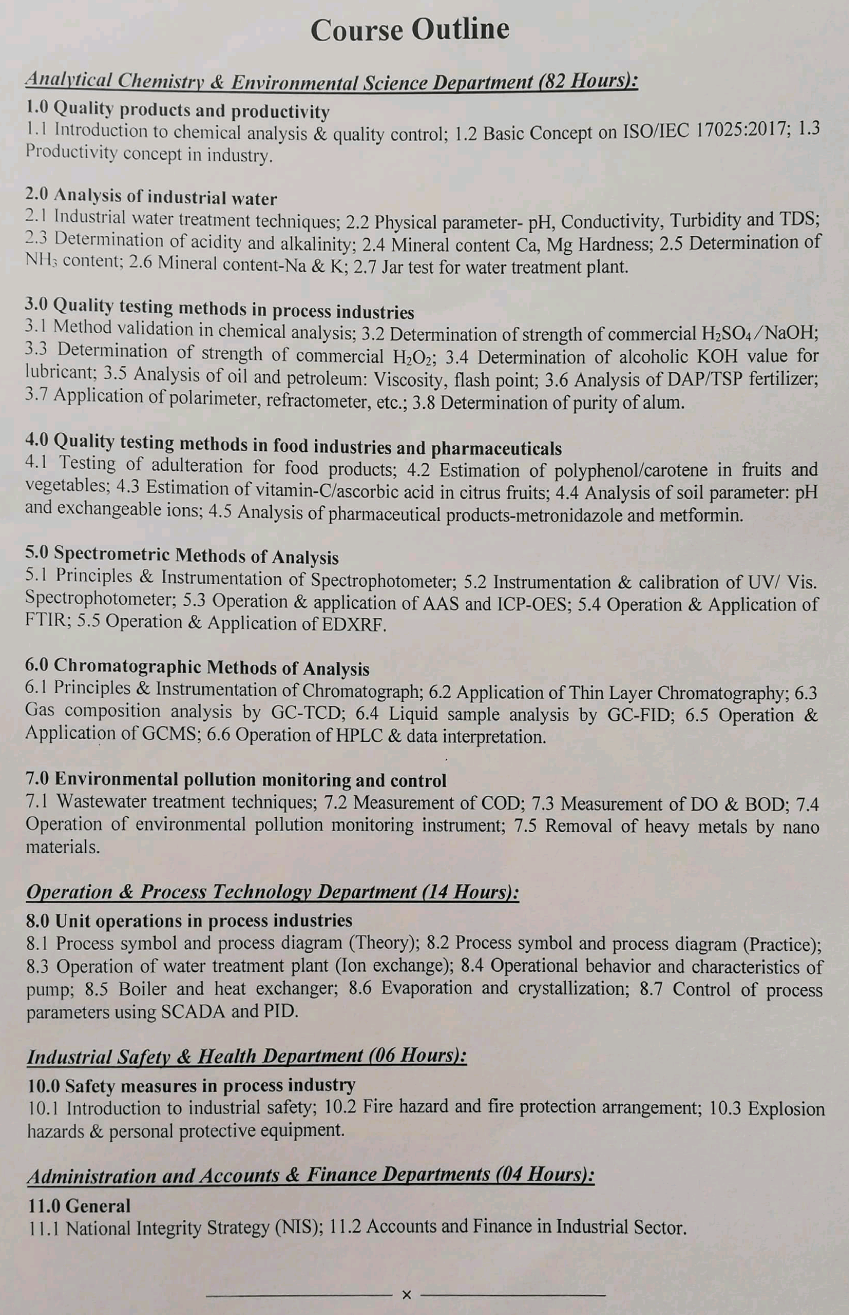 Course Outline
Analytical Chemistry & Environmental Science Department (82 Hours):
1.0 Quality products and productivity
1.1 Introduction to chemical analysis & quality control; 1.2 Basic Concept on ISO/IEC 17025:2017; 1.3
Productivity concept in industry.
2.0 Analysis of industrial water
2.1 Industrial water treatment techniques; 2.2 Physical parameter- pH, Conductivity, Turbidity and TDS;
2.3 Determination of acidity and alkalinity; 2.4 Mineral content Ca, Mg Hardness; 2.5 Determination of
NH₃ content; 2.6 Mineral content-Na & K; 2.7 Jar test for water treatment plant.
3.0 Quality testing methods in process industries
3.1 Method validation in chemical analysis; 3.2 Determination of strength of commercial H₂SO₄/NaOH;
3.3 Determination of strength of commercial H₂O₂; 3.4 Determination of alcoholic KOH value for
lubricant; 3.5 Analysis of oil and petroleum: Viscosity, flash point; 3.6 Analysis of DAP/TSP fertilizer;
3.7 Application of polarimeter, refractometer, etc.; 3.8 Determination of purity of alum.
4.0 Quality testing methods in food industries and pharmaceuticals
4.1 Testing of adulteration for food products; 4.2 Estimation of polyphenol/carotene in fruits and
vegetables; 4.3 Estimation of vitamin-C/ascorbic acid in citrus fruits; 4.4 Analysis of soil parameter: pH
and exchangeable ions; 4.5 Analysis of pharmaceutical products-metronidazole and metformin.
5.0 Spectrometric Methods of Analysis
5.1 Principles & Instrumentation of Spectrophotometer; 5.2 Instrumentation & calibration of UV/ Vis.
Spectrophotometer; 5.3 Operation & application of AAS and ICP-OES; 5.4 Operation & Application of
FTIR; 5.5 Operation & Application of EDXRF.
6.0 Chromatographic Methods of Analysis
6.1 Principles & Instrumentation of Chromatograph; 6.2 Application of Thin Layer Chromatography; 6.3
Gas composition analysis by GC-TCD; 6.4 Liquid sample analysis by GC-FID; 6.5 Operation &
Application of GCMS; 6.6 Operation of HPLC & data interpretation.
7.0 Environmental pollution monitoring and control
7.1 Wastewater treatment techniques; 7.2 Measurement of COD; 7.3 Measurement of DO & BOD; 7.4
Operation of environmental pollution monitoring instrument; 7.5 Removal of heavy metals by nano
materials.
Operation & Process Technology Department (14 Hours):
8.0 Unit operations in process industries
8.1 Process symbol and process diagram (Theory); 8.2 Process symbol and process diagram (Practice);
8.3 Operation of water treatment plant (Ion exchange); 8.4 Operational behavior and characteristics of
pump; 8.5 Boiler and heat exchanger; 8.6 Evaporation and crystallization; 8.7 Control of process
parameters using SCADA and PID.
Industrial Safety & Health Department (06 Hours):
10.0 Safety measures in process industry
10.1 Introduction to industrial safety; 10.2 Fire hazard and fire protection arrangement; 10.3 Explosion
hazards & personal protective equipment.
Administration and Accounts & Finance Departments (04 Hours):
11.0 General
11.1 National Integrity Strategy (NIS); 11.2 Accounts and Finance in Industrial Sector.
x